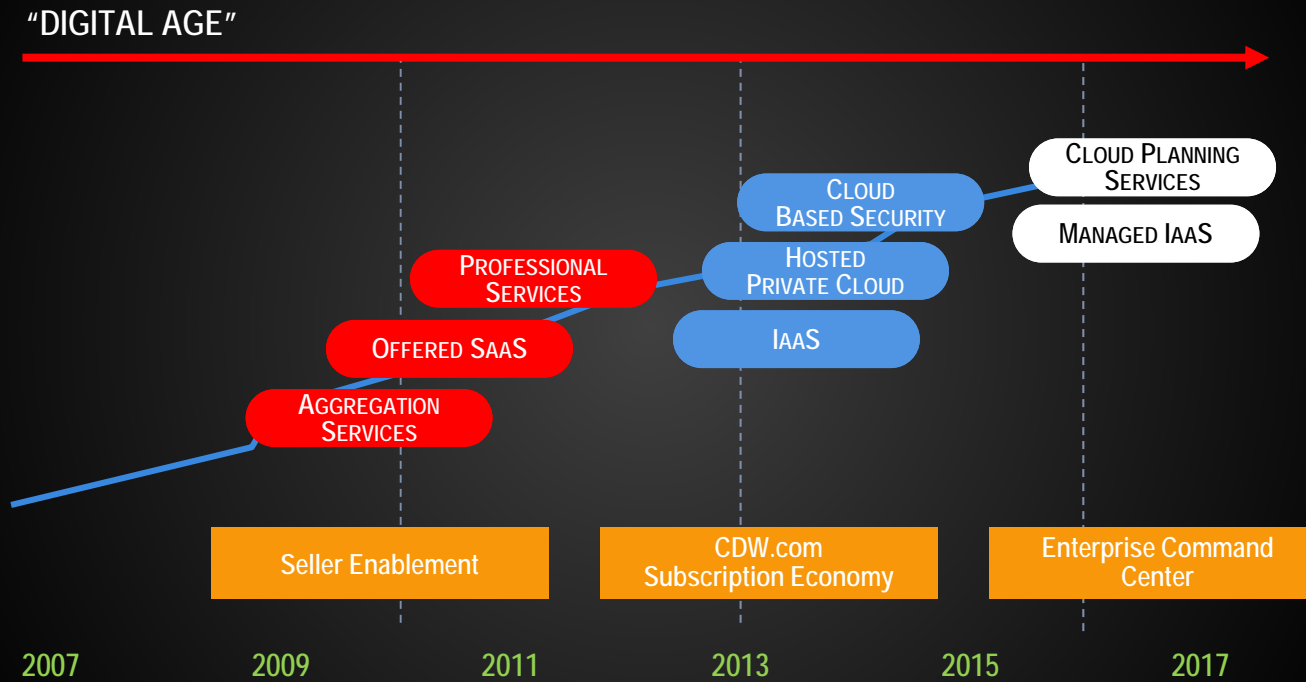 “DIGITAL AGE”
CLOUD PLANNING
SERVICES
CLOUD
BASED SECURITY
MANAGED IAAS
PROFESSIONAL
SERVICES
HOSTED
PRIVATE CLOUD
OFFERED SAAS
IAAS
AGGREGATION
SERVICES
Seller Enablement
CDW.com
Subscription Economy
Enterprise Command
Center
2007 2009 2011 2013 2015 2017